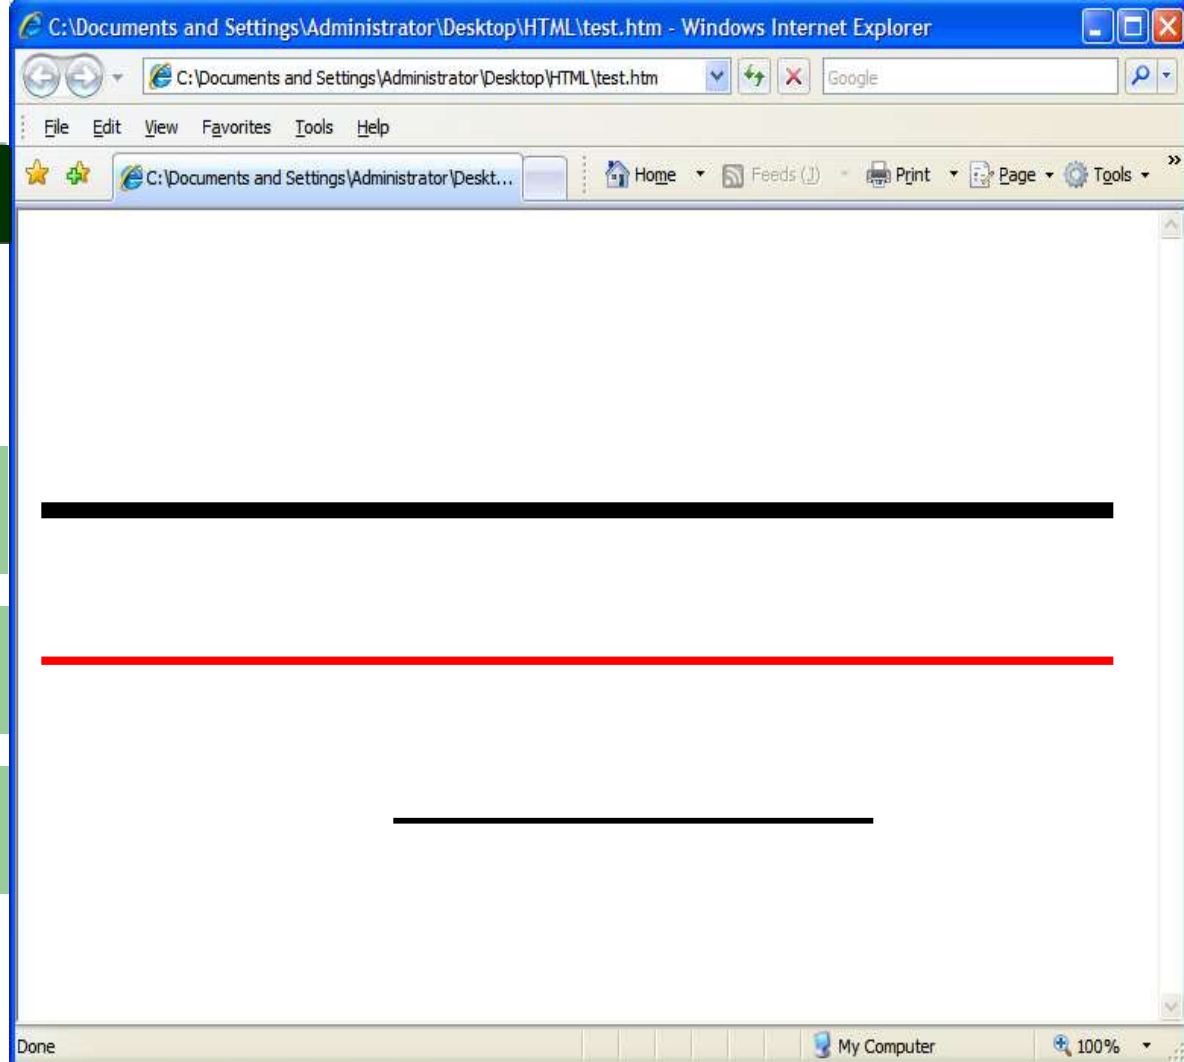 C:\Documents and Settings\Administrator\Desktop\HTML\test.htm - Windows Internet Explorer
C:\Documents and Settings\Administrator\Desktop\HTML\test.htm Google
File Edit View Favorites Tools Help
C:\Documents and Settings\Administrator\Deskt... Home Feeds (J) Print Page Tools »
Done My Computer 100%